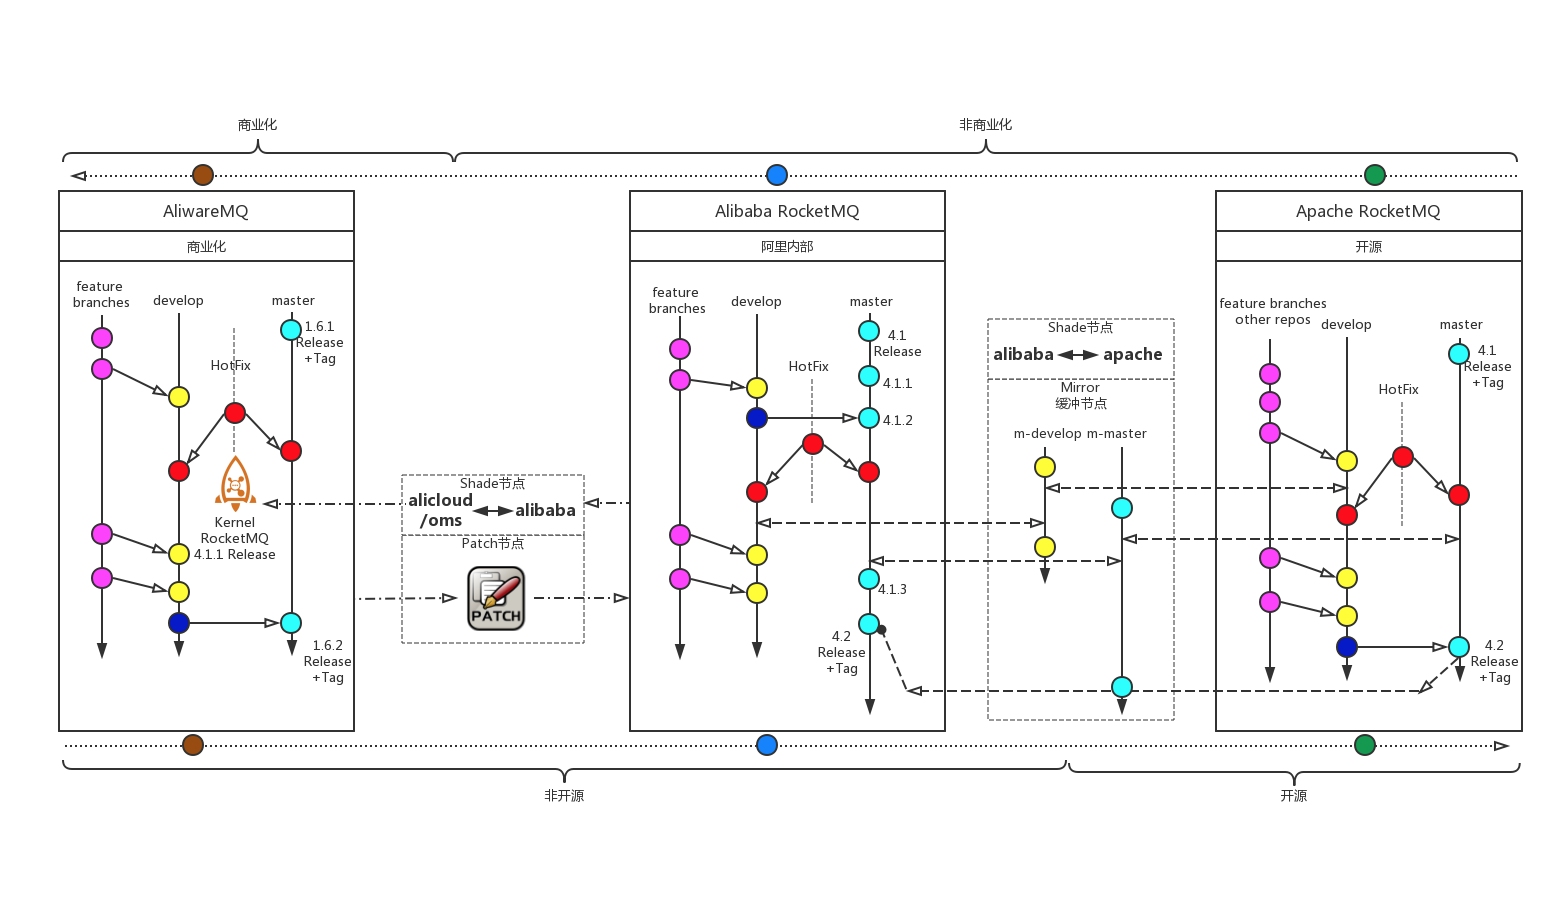 商业化
非商业化
AliwareMQ
商业化
feature
branches
develop
master
1.6.1
Release
+Tag
HotFix
Kernel
RocketMQ
4.1.1 Release
1.6.2
Release
+Tag
Shade节点
alicloud
/oms
alibaba
Patch节点
PATCH
Alibaba RocketMQ
阿里内部
feature
branches
develop
master
4.1
Release
HotFix
4.1.1
4.1.2
4.1.3
4.2
Release
+Tag
Shade节点
alibaba
apache
Mirror
缓冲节点
m-develop m-master
Apache RocketMQ
开源
feature branches
other repos
develop
master
4.1
Release
+Tag
HotFix
4.2
Release
+Tag
非开源
开源